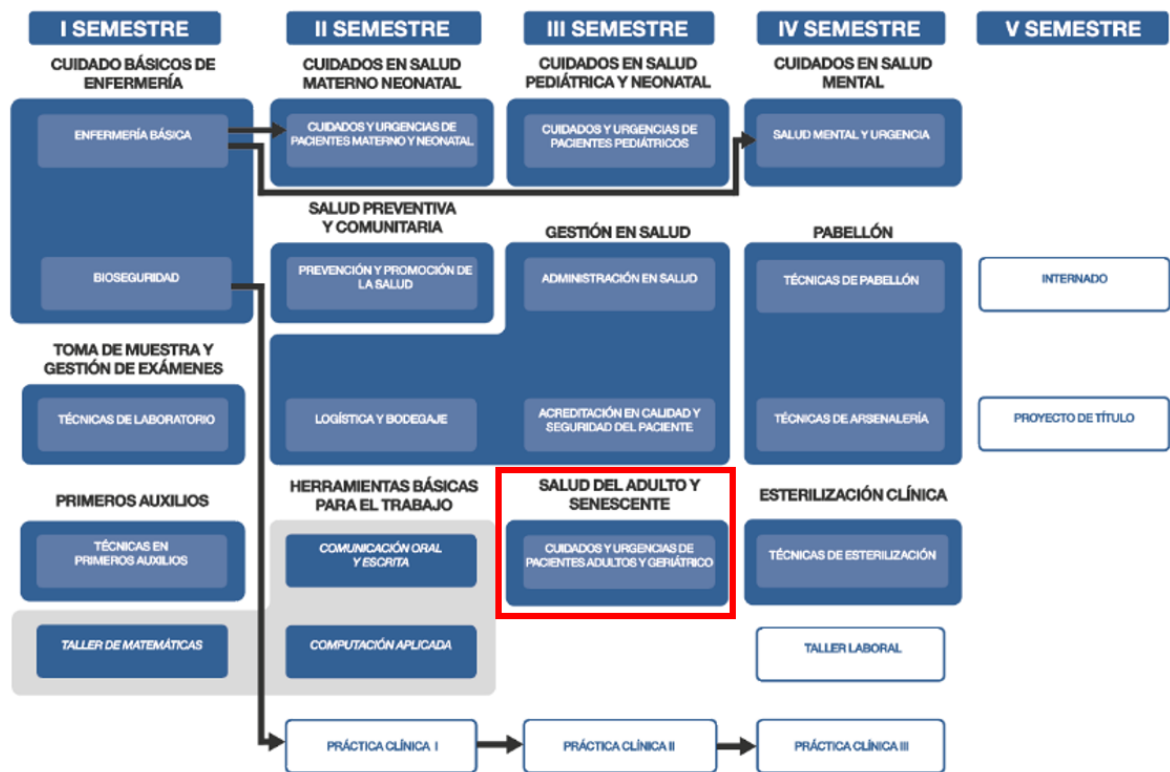 I SEMESTRE
II SEMESTRE
III SEMESTRE
IV SEMESTRE
V SEMESTRE
CUIDADO BÁSICOS DE
ENFERMERÍA
ENFERMERÍA BÁSICA
BIOSEGURIDAD
TOMA DE MUESTRA Y
GESTIÓN DE EXÁMENES
TÉCNICAS DE LABORATORIO
PRIMEROS AUXILIOS
TÉCNICAS EN
PRIMEROS AUXILIOS
TALLER DE MATEMÁTICAS
CUIDADOS EN SALUD
MATERNO NEONATAL
CUIDADOS Y URGENCIAS DE
PACIENTES MATERNO Y NEONATAL
SALUD PREVENTIVA
Y COMUNITARIA
PREVENCIÓN Y PROMOCIÓN DE
LA SALUD
LOGÍSTICA Y BODEGAJE
HERRAMIENTAS BÁSICAS
PARA EL TRABAJO
COMUNICACIÓN ORAL
Y ESCRITA
COMPUTACIÓN APLICADA
PRÁCTICA CLÍNICA I
CUIDADOS EN SALUD
PEDIÁTRICA Y NEONATAL
CUIDADOS Y URGENCIAS DE
PACIENTES PEDIÁTRICOS
GESTIÓN EN SALUD
ADMINISTRACIÓN EN SALUD
ACREDITACIÓN EN CALIDAD Y
SEGURIDAD DEL PACIENTE
SALUD DEL ADULTO Y
SENESCENTE
CUIDADOS Y URGENCIAS DE
PACIENTES ADULTOS Y GERIÁTRICO
PRÁCTICA CLÍNICA II
CUIDADOS EN SALUD
MENTAL
SALUD MENTAL Y URGENCIA
PABELLÓN
TÉCNICAS DE PABELLÓN
TÉCNICAS DE ARSENALERÍA
ESTERILIZACIÓN CLÍNICA
TÉCNICAS DE ESTERILIZACIÓN
TALLER LABORAL
PRÁCTICA CLÍNICA III
INTERNADO
PROYECTO DE TÍTULO